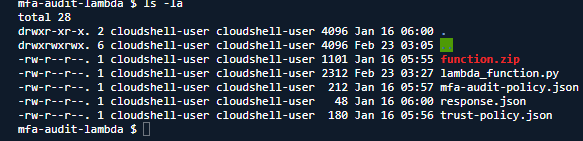 mfa-audit-lambda $ ls -la
total 28
drwxr-xr-x. 2 cloudshell-user cloudshell-user 4096 Jan 16 06:00 .
drwxrwxrwx. 6 cloudshell-user cloudshell-user 4096 Feb 23 03:05 ..
-rw-r--r--. 1 cloudshell-user cloudshell-user 1101 Jan 16 05:55 function.zip
-rw-r--r--. 1 cloudshell-user cloudshell-user 2312 Feb 23 03:27 lambda_function.py
-rw-r--r--. 1 cloudshell-user cloudshell-user  212 Jan 16 05:57 mfa-audit-policy.json
-rw-r--r--. 1 cloudshell-user cloudshell-user   48 Jan 16 06:00 response.json
-rw-r--r--. 1 cloudshell-user cloudshell-user  180 Jan 16 05:56 trust-policy.json
mfa-audit-lambda $